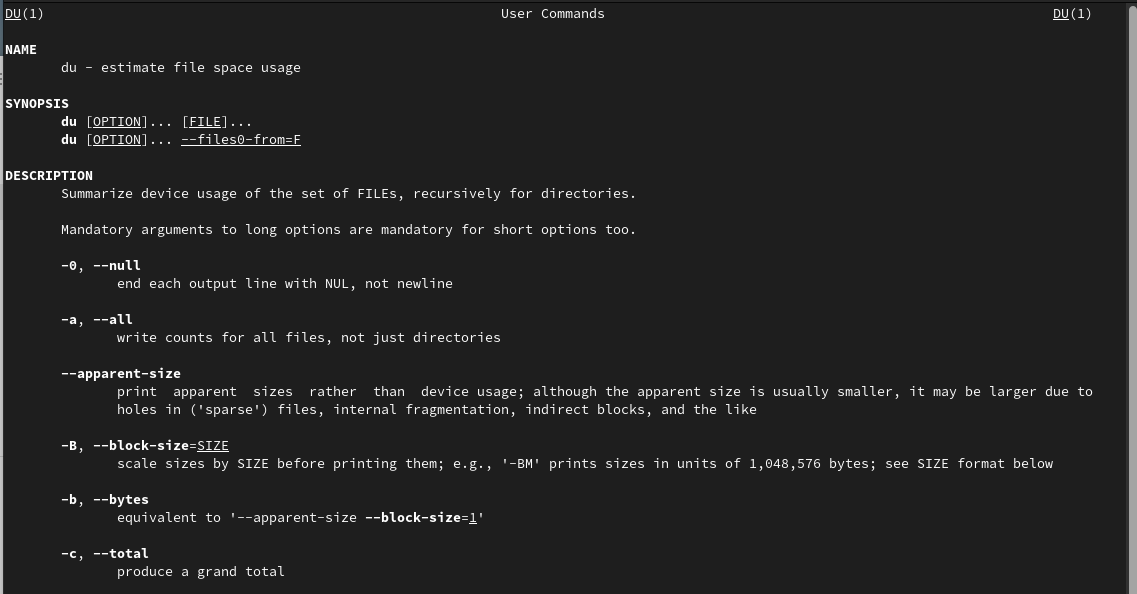 DU(1) User Commands DU(1)
NAME
du - estimate file space usage
SYNOPSIS
du [OPTION]... [FILE]...
du [OPTION]... --files0-from=F
DESCRIPTION
Summarize device usage of the set of FILEs, recursively for directories.
Mandatory arguments to long options are mandatory for short options too.
-0, --null
end each output line with NUL, not newline
-a, --all
write counts for all files, not just directories
--apparent-size
print apparent sizes rather than device usage; although the apparent size is usually smaller, it may be larger due to
holes in ('sparse') files, internal fragmentation, indirect blocks, and the like
-B, --block-size=SIZE
scale sizes by SIZE before printing them; e.g., '-BM' prints sizes in units of 1,048,576 bytes; see SIZE format below
-b, --bytes
equivalent to '--apparent-size --block-size=1'
-c, --total
produce a grand total